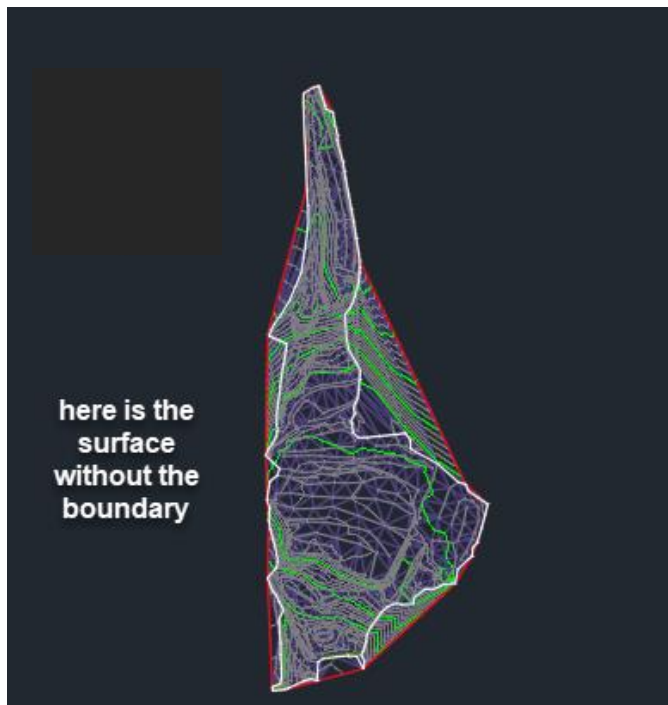 here is the
surface
without the
boundary